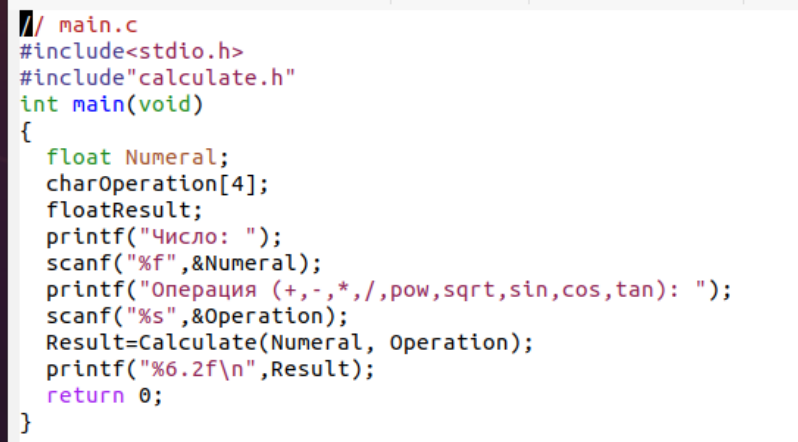 // main.c
#include<stdio.h>
#include"calculate.h"
int main(void)
{
  float Numeral;
  charOperation[4];
  floatResult;
  printf("Число: ");
  scanf("%f",&Numeral);
  printf("Операция (+,-,*,/,pow,sqrt,sin,cos,tan): ");
  scanf("%s",&Operation);
  Result=Calculate(Numeral, Operation);
  printf("%6.2f\n",Result);
  return 0;
}